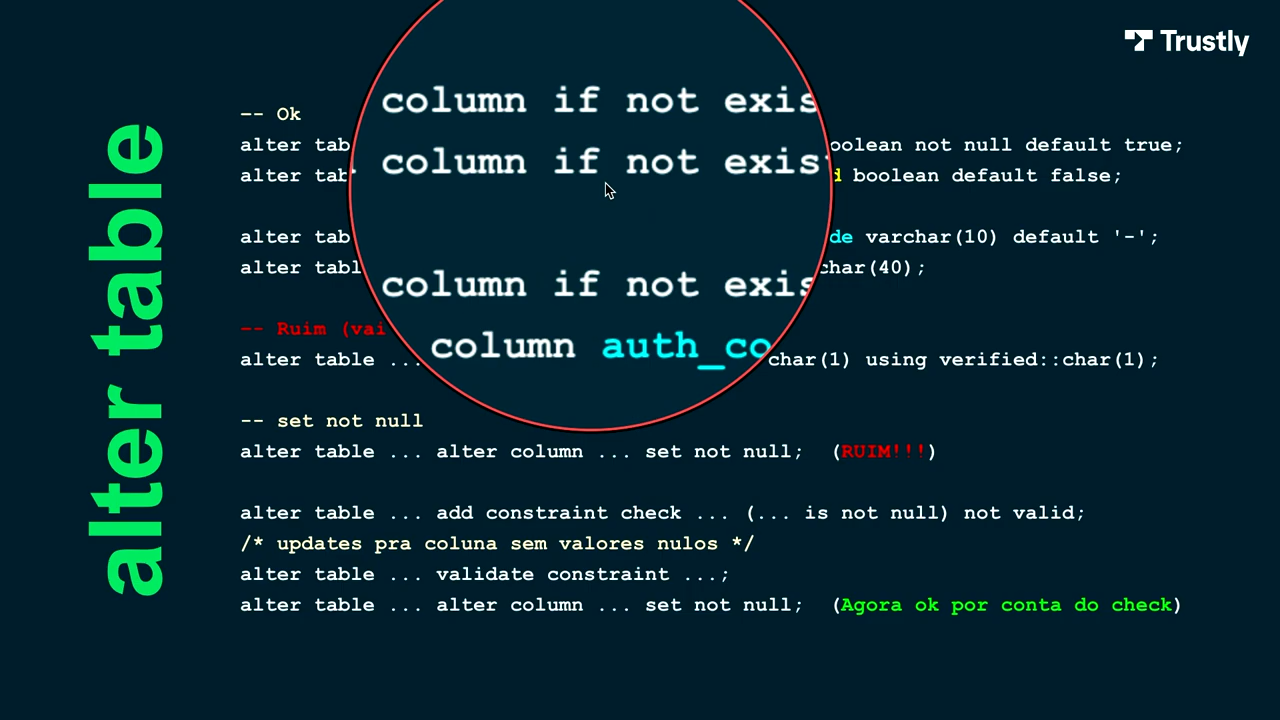 Trustly
alter table
-- Ok
alter tab
oolean not null default true;
alter tab
boolean default false;
alter tab
de varchar(10) default '-';
alter tabl
char(40);
-- Ruim (vai
alter table ...
char(1) using verified::char(1);
-- set not null
alter table ... alter column ... set not null; (RUIM!!!)
alter table ... add constraint check ... (... is not null) not valid;
/* updates pra coluna sem valores nulos */
alter table ... validate constraint ...;
alter table ... alter column ... set not null; (Agora ok por conta do check)
column if not exis
column if not exis
column if not exis
column auth_co